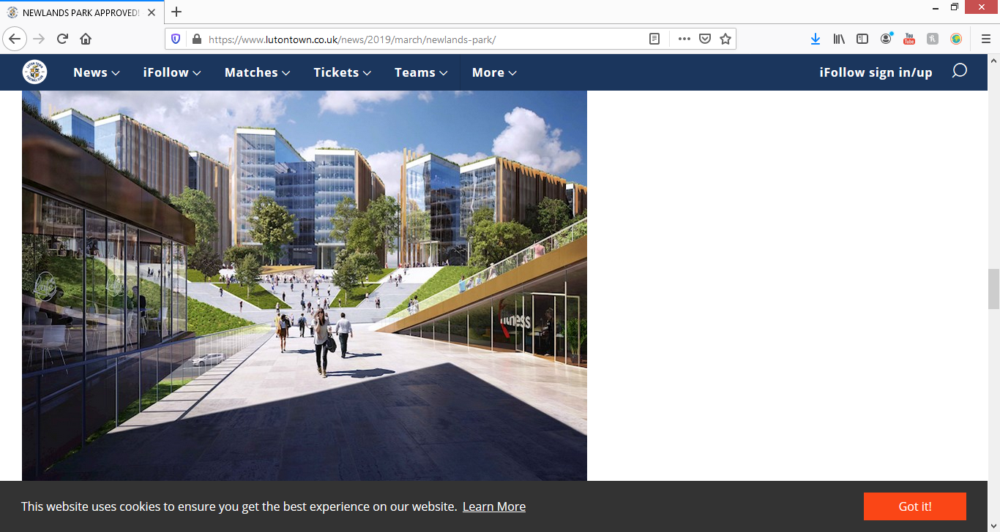 NEWLANDS PARK APPROVED!
https://www.lutontown.co.uk/news/2019/march/newlands-park/
News iFollow Matches Tickets Teams More iFollow sign in/up
fitness
This website uses cookies to ensure you get the best experience on our website. Learn More Got it!